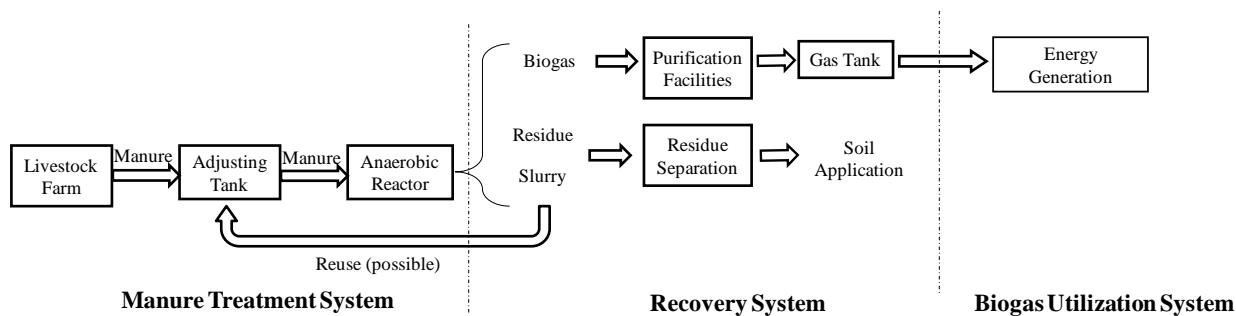 Livestock
Farm
Manure
Adjusting
Tank
Manure
Anaerobic
Reactor
Biogas
Purification
Facilities
Gas Tank
Energy
Generation
Residue
Slurry
Residue
Separation
Soil
Application
Reuse (possible)
Manure Treatment System
Recovery System
Biogas Utilization System